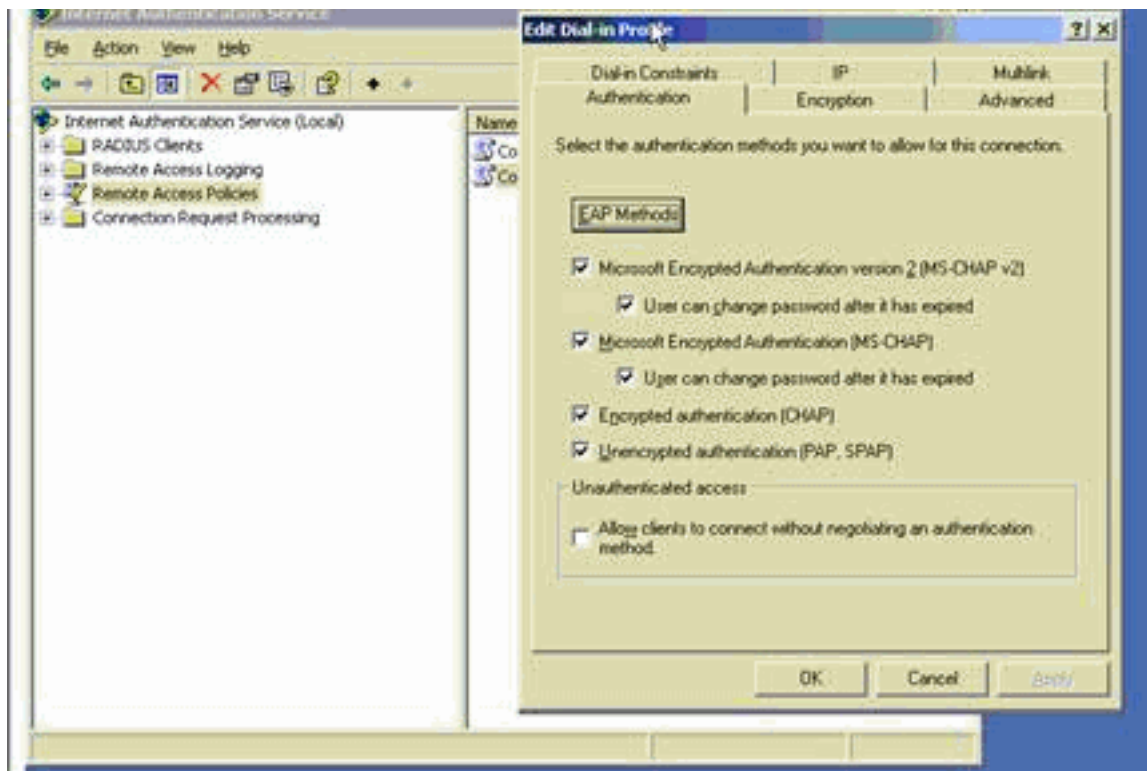 Internet Authentication Service
File Action View Help
Internet Authentication Service (Local)
RADIUS Clients
Remote Access Logging
Remote Access Policies
Connection Request Processing
Name
Co
Co
Edit Dial-in Profile
Dial-in Constraints IP Multilink
Authentication Encryption Advanced
Select the authentication methods you want to allow for this connection.
EAP Methods
Microsoft Encrypted Authentication version 2 (MS-CHAP v2)
User can change password after it has expired
Microsoft Encrypted Authentication (MS-CHAP)
User can change password after it has expired
Encrypted authentication (CHAP)
Unencrypted authentication (PAP, SPAP)
Unauthenticated access
Allow clients to connect without negotiating an authentication
method.
OK Cancel Apply